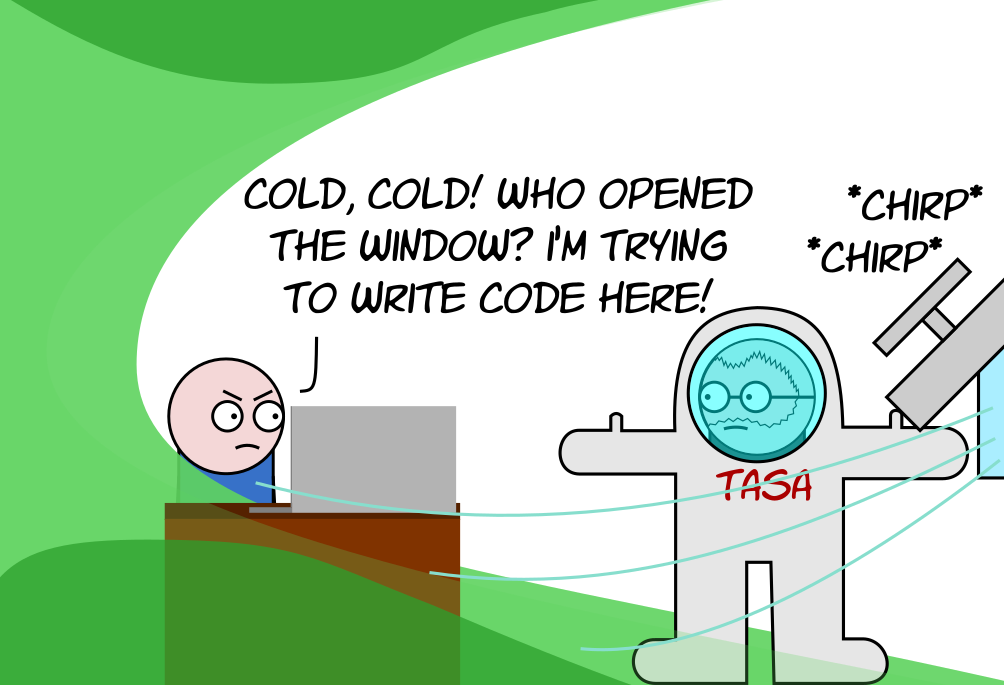 COLD, COLD! WHO OPENED
THE WINDOW? I'M TRYING
TO WRITE CODE HERE!
*CHIRP*
*CHIRP*
TASA